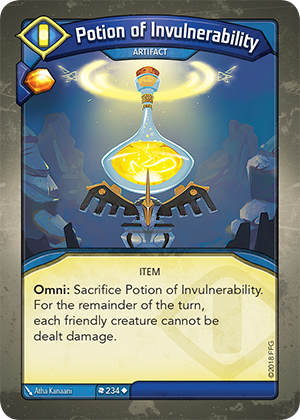 Potion of Invulnerability
ARTIFACT
ITEM
Omni: Sacrifice Potion of Invulnerability.
For the remainder of the turn,
each friendly creature cannot be
dealt damage.
©2018 FFG
Atha Kanaani
234